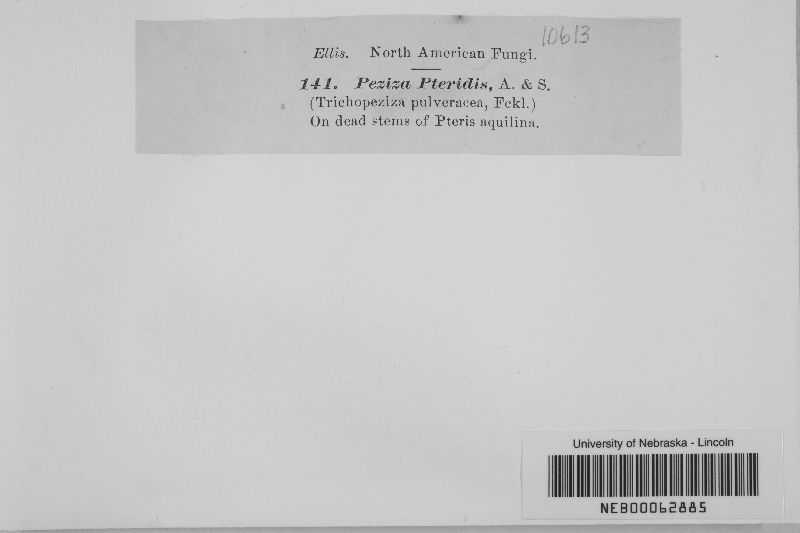 10613
Ellis. North American Fungi.
141. Peziza Pteridis, A. & S.
(Trichopeziza pulveracea, Fckl.)
On dead stems of Pteris aquilina.
University of Nebraska - Lincoln
NEB00062885